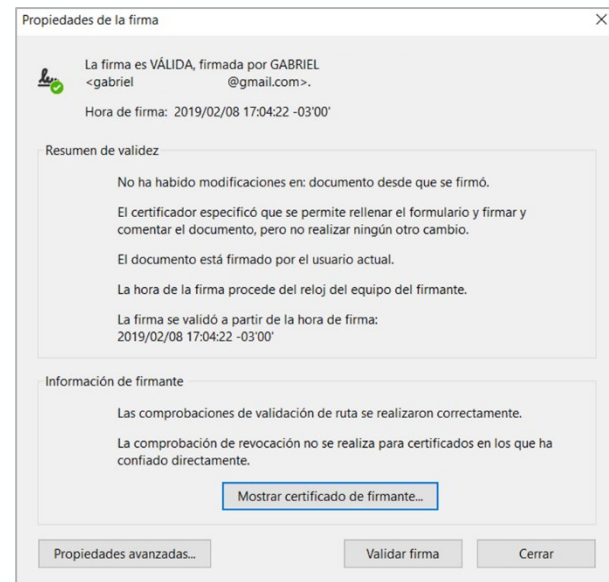 Propiedades de la firma
La firma es VÁLIDA, firmada por GABRIEL
<gabriel @gmail.com>.
Hora de firma: 2019/02/08 17:04:22 -03'00'
Resumen de validez
No ha habido modificaciones en: documento desde que se firmó.
El certificador especificó que se permite rellenar el formulario y firmar y
comentar el documento, pero no realizar ningún otro cambio.
El documento está firmado por el usuario actual.
La hora de la firma procede del reloj del equipo del firmante.
La firma se validó a partir de la hora de firma:
2019/02/08 17:04:22 -03'00'
Información de firmante
Las comprobaciones de validación de ruta se realizaron correctamente.
La comprobación de revocación no se realiza para certificados en los que ha
confiado directamente.
Mostrar certificado de firmante...
Propiedades avanzadas... Validar firma Cerrar